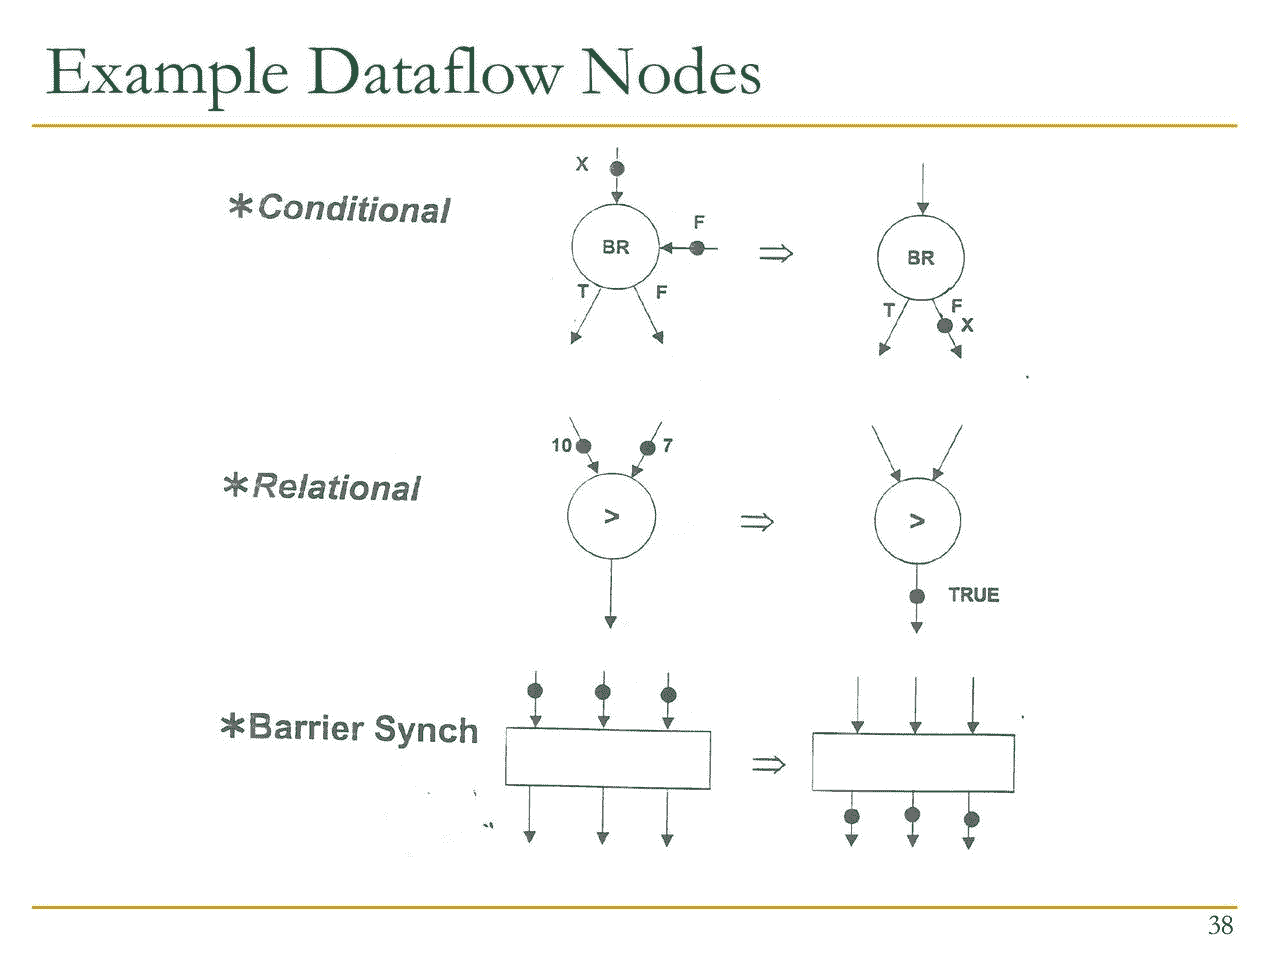 Example Dataflow Nodes
X
*Conditional
F
BR
⇒
BR
T
F
T
F
X
10
7
*Relational
>
⇒
>
TRUE
*Barrier Synch
⇒
38